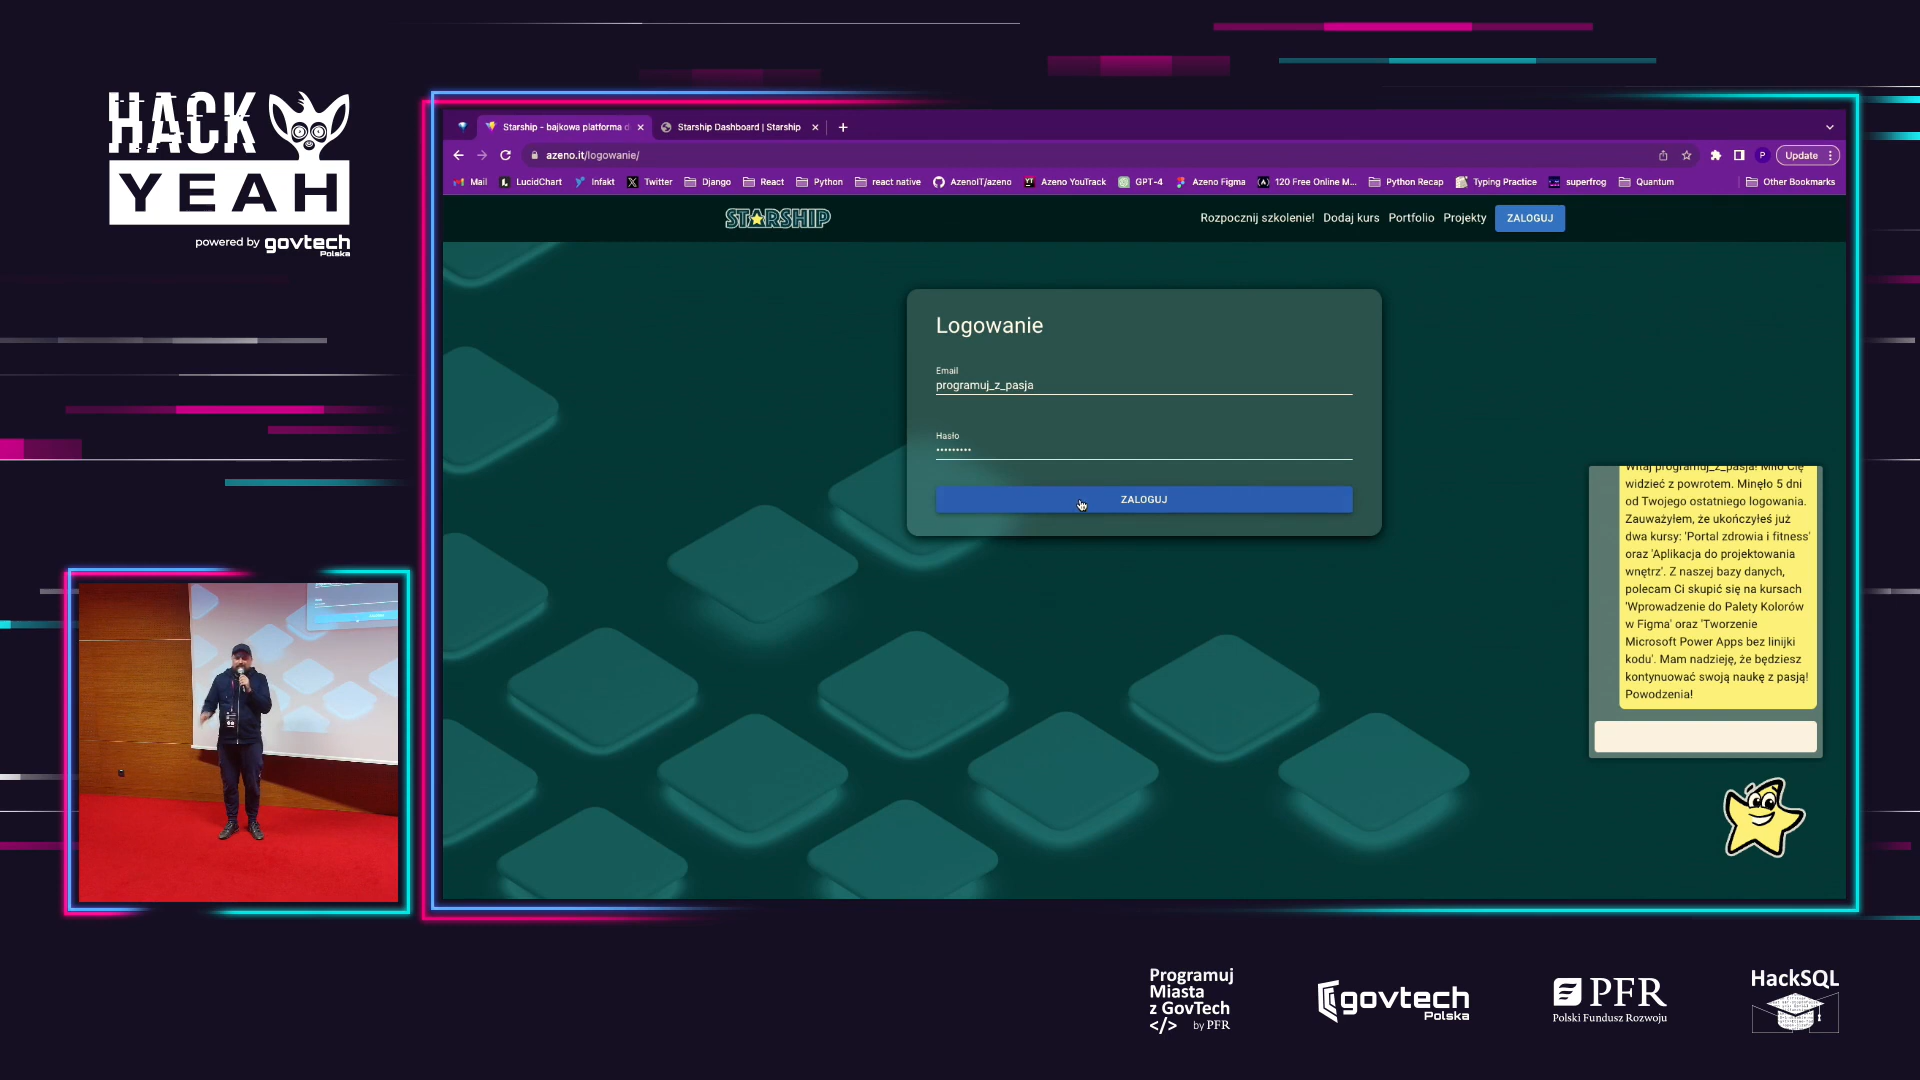 HACK
YEAH
powered by govtech
Polska
Starship - bajkowa platforma d
Starship Dashboard | Starship
azeno.it/logowanie/
Update
Mail
LucidChart
Infakt
Twitter
Django
React
Python
react native
AzenoIT/azeno
Azeno YouTrack
GPT-4
Azeno Figma
120 Free Online M...
Python Recap
Typing Practice
superfrog
Quantum
Other Bookmarks
STARSHIP
Rozpocznij szkolenie!
Dodaj kurs
Portfolio
Projekty
ZALOGUJ
Logowanie
Email
programuj_z_pasja
Hasło
•••••••••
ZALOGUJ
Witaj programuj_z_pasja! Miło Cię
widzieć z powrotem. Minęło 5 dni
od Twojego ostatniego logowania.
Zauważyłem, że ukończyłeś już
dwa kursy: 'Portal zdrowia i fitness'
oraz 'Aplikacja do projektowania
wnętrz'. Z naszej bazy danych,
polecam Ci skupić się na kursach
'Wprowadzenie do Palety Kolorów
w Figma' oraz 'Tworzenie
Microsoft Power Apps bez linijki
kodu'. Mam nadzieję, że będziesz
kontynuować swoją naukę z pasją!
Powodzenia!
Programuj
Miasta
z GovTech
</> by PFR
govtech
Polska
PFR
Polski Fundusz Rozwoju
HackSQL